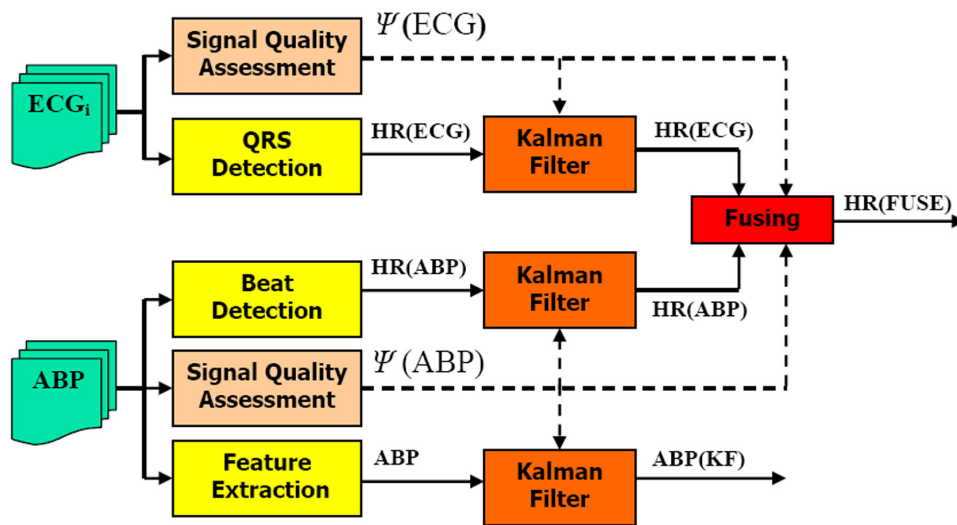 Signal Quality
Assessment
Ψ(ECG)
ECGi
QRS
Detection
HR(ECG)
Kalman
Filter
HR(ECG)
Fusing
HR(FUSE)
Beat
Detection
HR(ABP)
Kalman
Filter
HR(ABP)
ABP
Signal Quality
Assessment
Ψ(ABP)
Feature
Extraction
ABP
Kalman
Filter
ABP(KF)